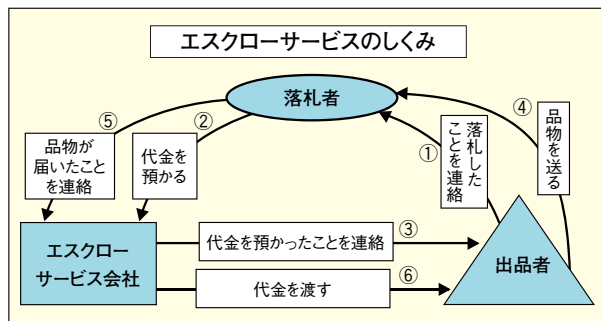 エスクローサービスのしくみ
落札者
⑤
品物が
届いたこと
を連絡
②
代金を
預かる
①
落札した
ことを連絡
④
品物を送る
エスクロー
サービス会社
代金を預かったことを連絡
③
代金を渡す
⑥
出品者